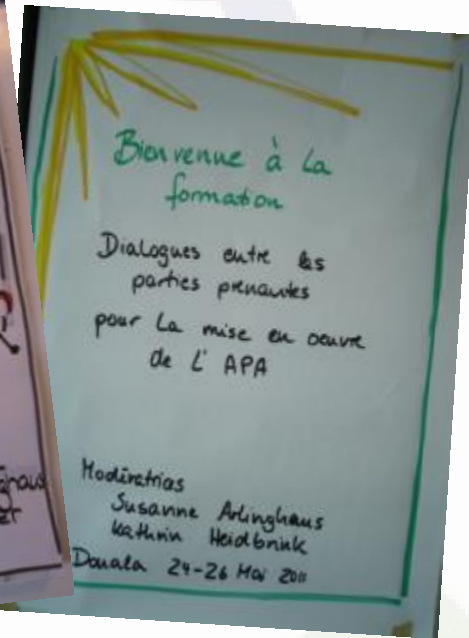 Bienvenue à la
formation
Dialogues entre les
parties prenantes
pour la mise en oeuvre
de l'APA
Modératrias
Susanne Arlinghaus
Kathrin Heidbrink
Douala 24-26 Mai 2011